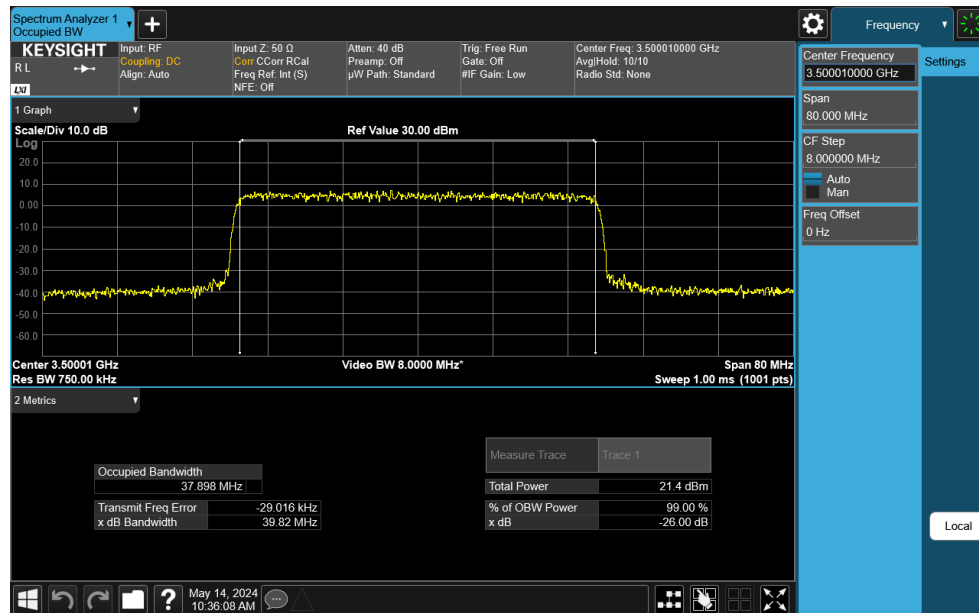 Spectrum Analyzer 1
Occupied BW
Frequency
KEYSIGHT
R L
LXI
Input: RF
Coupling: DC
Align: Auto
Input Z: 50 Ω
Corr CCorr RCal
Freq Ref: Int (S)
NFE: Off
Atten: 40 dB
Preamp: Off
µW Path: Standard
Trig: Free Run
Gate: Off
#IF Gain: Low
Center Freq: 3.500010000 GHz
Avg|Hold: 10/10
Radio Std: None
Center Frequency
3.500010000 GHz
Settings
Span
80.000 MHz
CF Step
8.000000 MHz
Auto
Man
Freq Offset
0 Hz
1 Graph
Scale/Div 10.0 dB
Ref Value 30.00 dBm
Log
20.0
10.0
0.00
-10.0
-20.0
-30.0
-40.0
-50.0
-60.0
Center 3.50001 GHz
Video BW 8.0000 MHz*
Span 80 MHz
Res BW 750.00 kHz
Sweep 1.00 ms (1001 pts)
2 Metrics
Measure Trace
Trace 1
Occupied Bandwidth
37.898 MHz
Total Power
21.4 dBm
Transmit Freq Error
-29.016 kHz
% of OBW Power
99.00 %
x dB Bandwidth
39.82 MHz
x dB
-26.00 dB
Local
?
May 14, 2024
10:36:08 AM